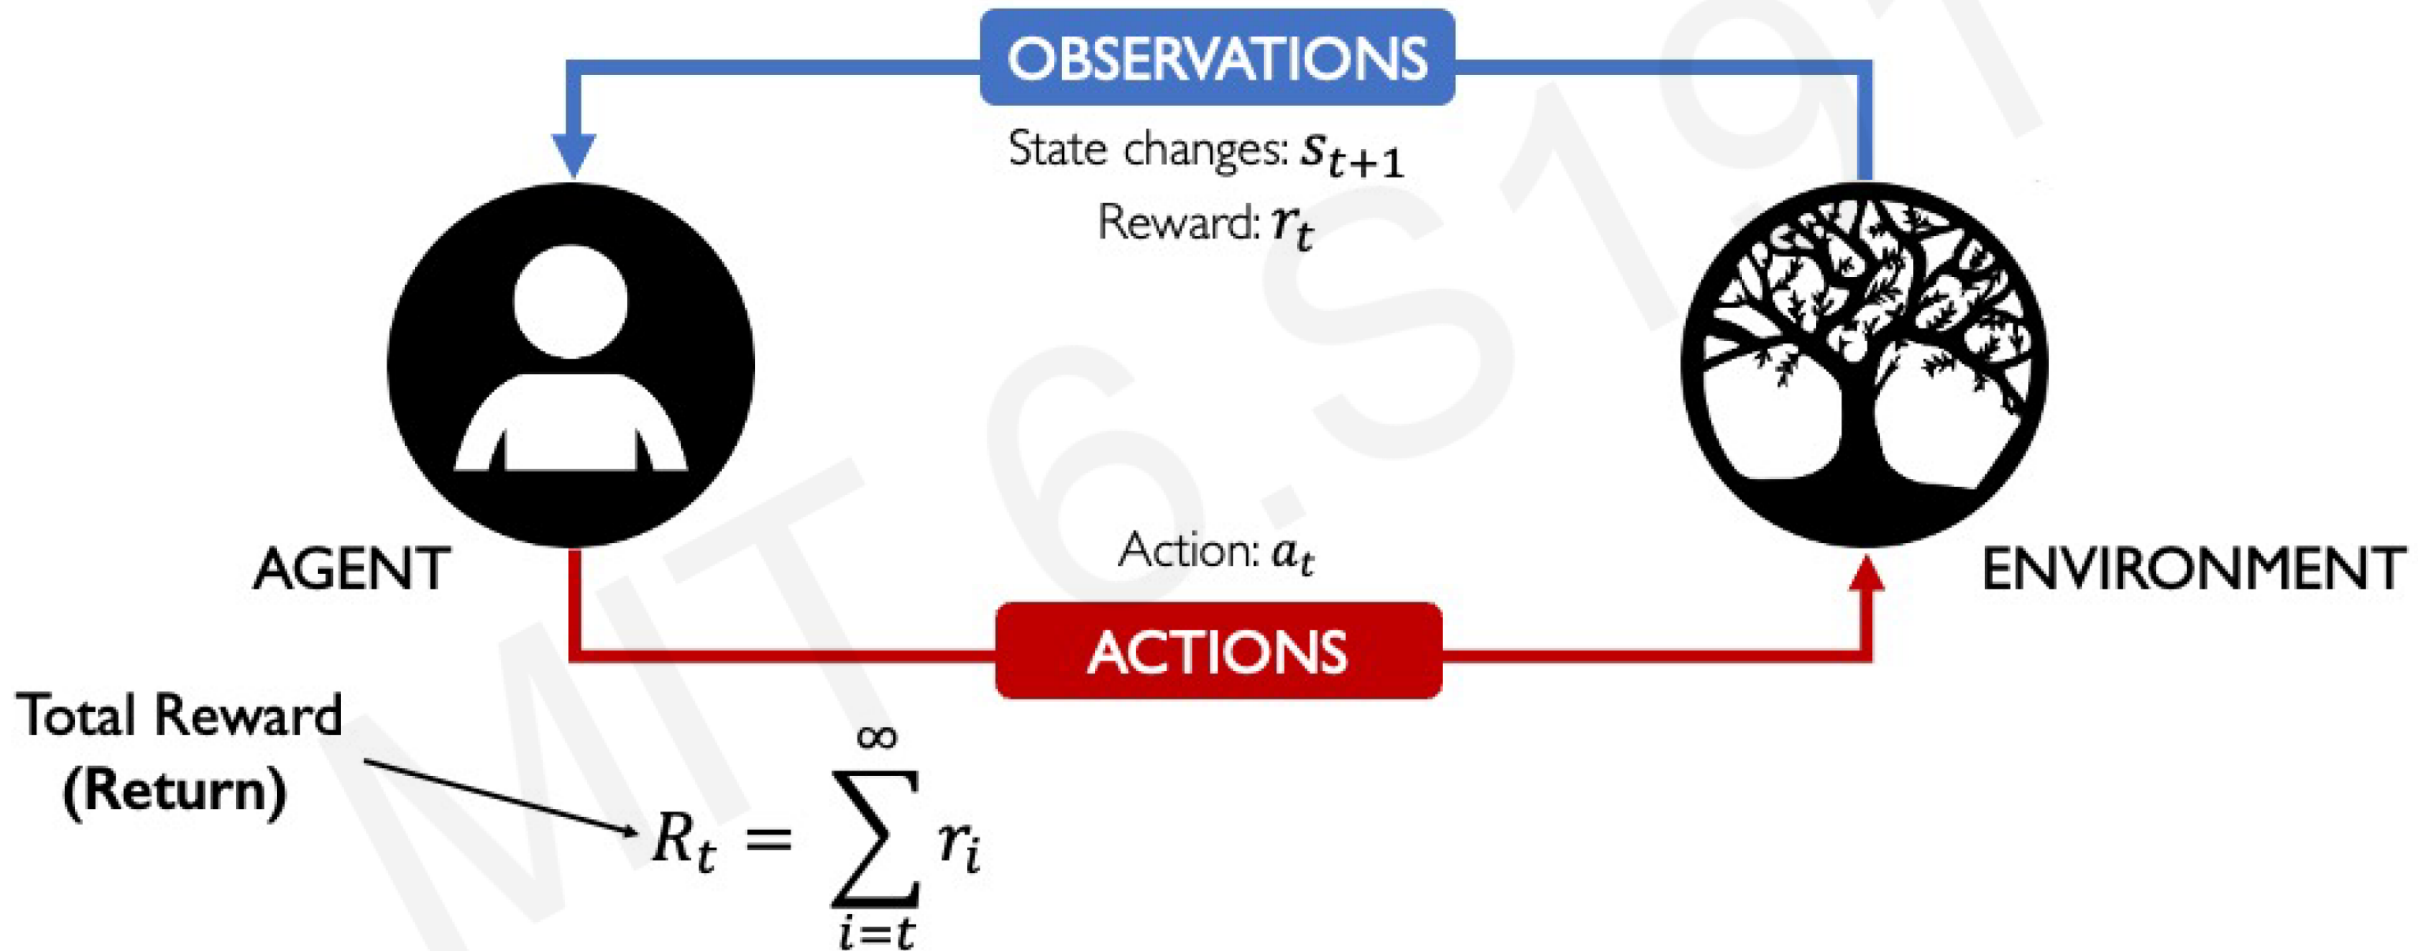 OBSERVATIONS
State changes: s_{t+1}
Reward: r_t
AGENT
ENVIRONMENT
Action: a_t
ACTIONS
Total Reward
(Return)
R_t = \sum_{i=t}^{∞} r_i
MIT 6.S191